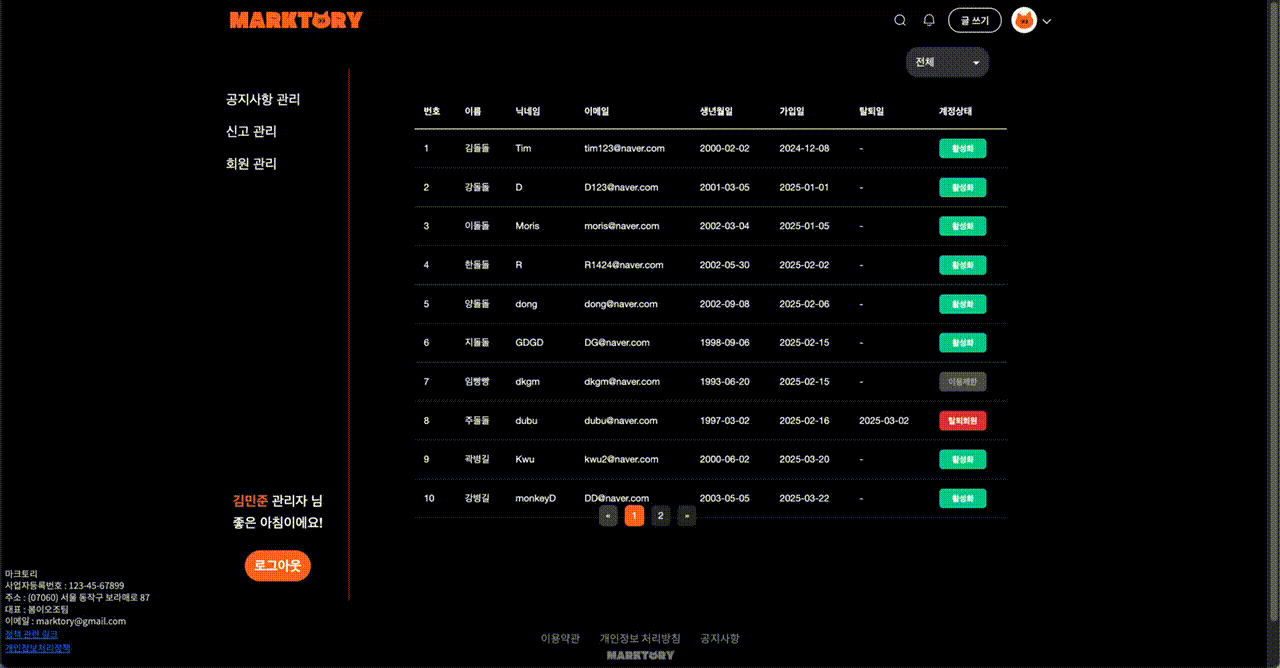 MARKTORY
글 쓰기
전체
공지사항 관리
신고 관리
회원 관리
번호 이름 닉네임 이메일 생년월일 가입일 탈퇴일 계정상태
1 김돌돌 Tim tim123@naver.com 2000-02-02 2024-12-08 - 활성화
2 강돌돌 D D123@naver.com 2001-03-05 2025-01-01 - 활성화
3 이돌돌 Moris moris@naver.com 2002-03-04 2025-01-05 - 활성화
4 한돌돌 R R1424@naver.com 2002-05-30 2025-02-02 - 활성화
5 양돌돌 dong dong@naver.com 2002-09-08 2025-02-06 - 활성화
6 지돌돌 GDGD DG@naver.com 1998-09-06 2025-02-15 - 활성화
7 임빵빵 dkgm dkgm@naver.com 1993-06-20 2025-02-15 - 이용제한
8 주돌돌 dubu dubu@naver.com 1997-03-02 2025-02-16 2025-03-02 탈퇴회원
9 곽병길 Kwu kwu2@naver.com 2000-06-02 2025-03-20 - 활성화
10 강병길 monkeyD DD@naver.com 2003-05-05 2025-03-22 - 활성화
« 1 2 »
김민준 관리자 님
좋은 아침이에요!
로그아웃
마크토리
사업자등록번호 : 123-45-67899
주소 : (07060) 서울 동작구 보라매로 87
대표 : 봄이오조팀
이메일 : marktory@gmail.com
정책 관련 링크
개인정보처리정책
이용약관 개인정보 처리방침 공지사항
MARKTORY